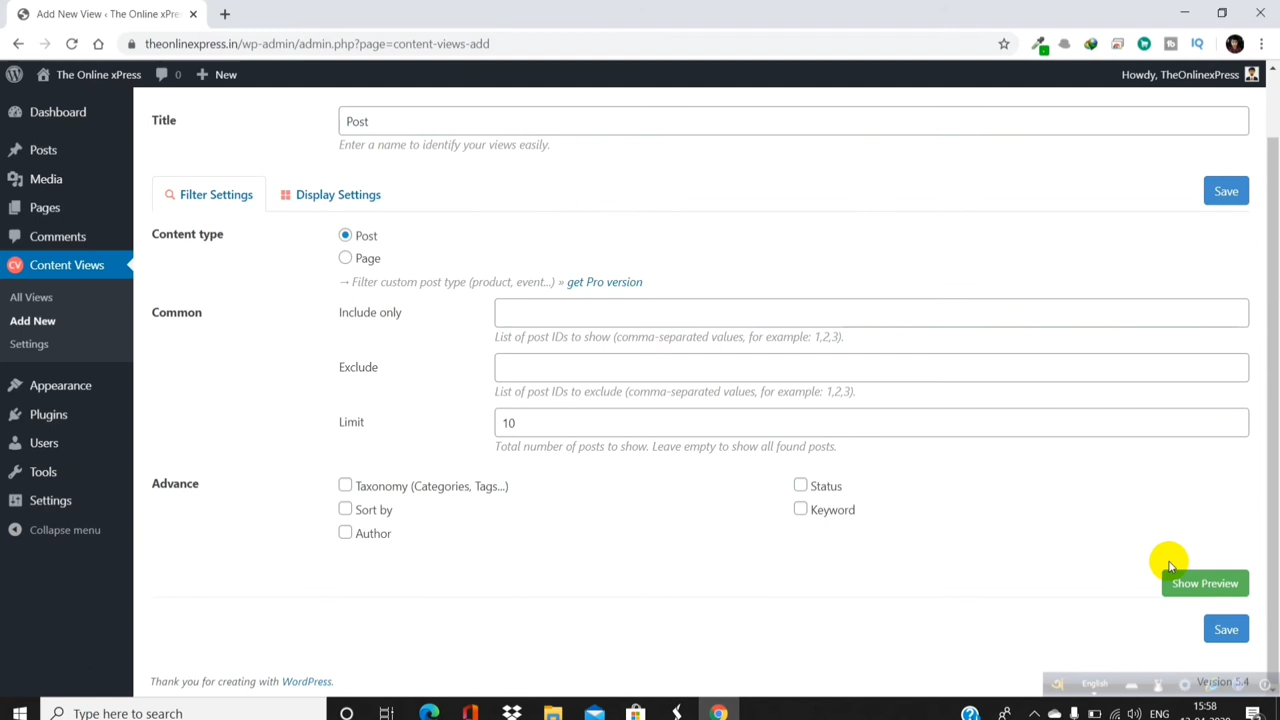 Add New View ‹ The Online xPre
theonlinexpress.in/wp-admin/admin.php?page=content-views-add
The Online xPress 0 New Howdy, TheOnlinexPress
Dashboard
Posts
Media
Pages
Comments
Content Views
All Views
Add New
Settings
Appearance
Plugins
Users
Tools
Settings
Collapse menu
Title Post
Enter a name to identify your views easily.
Filter Settings Display Settings Save
Content type Post
Page
→ Filter custom post type (product, event...) » get Pro version
Common Include only
List of post IDs to show (comma-separated values, for example: 1,2,3).
Exclude
List of post IDs to exclude (comma-separated values, for example: 1,2,3).
Limit 10
Total number of posts to show. Leave empty to show all found posts.
Advance Taxonomy (Categories, Tags...) Status
Sort by Keyword
Author
Show Preview
Save
Thank you for creating with WordPress.
English Version 5.4
15:58
Type here to search ENG